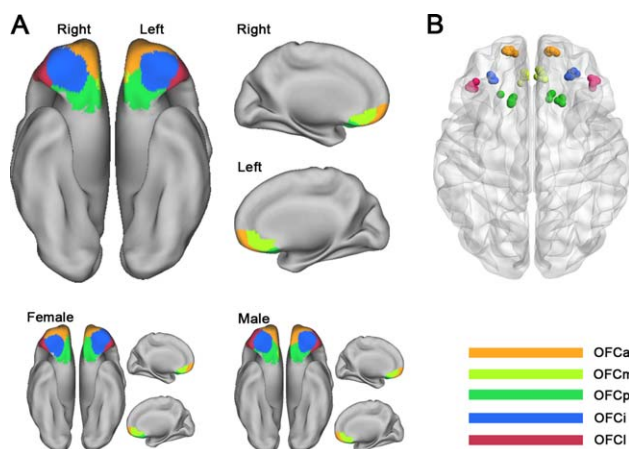 A
Right Left
Right
Left
B
Female
Male
OFCa
OFCm
OFCp
OFCi
OFCl